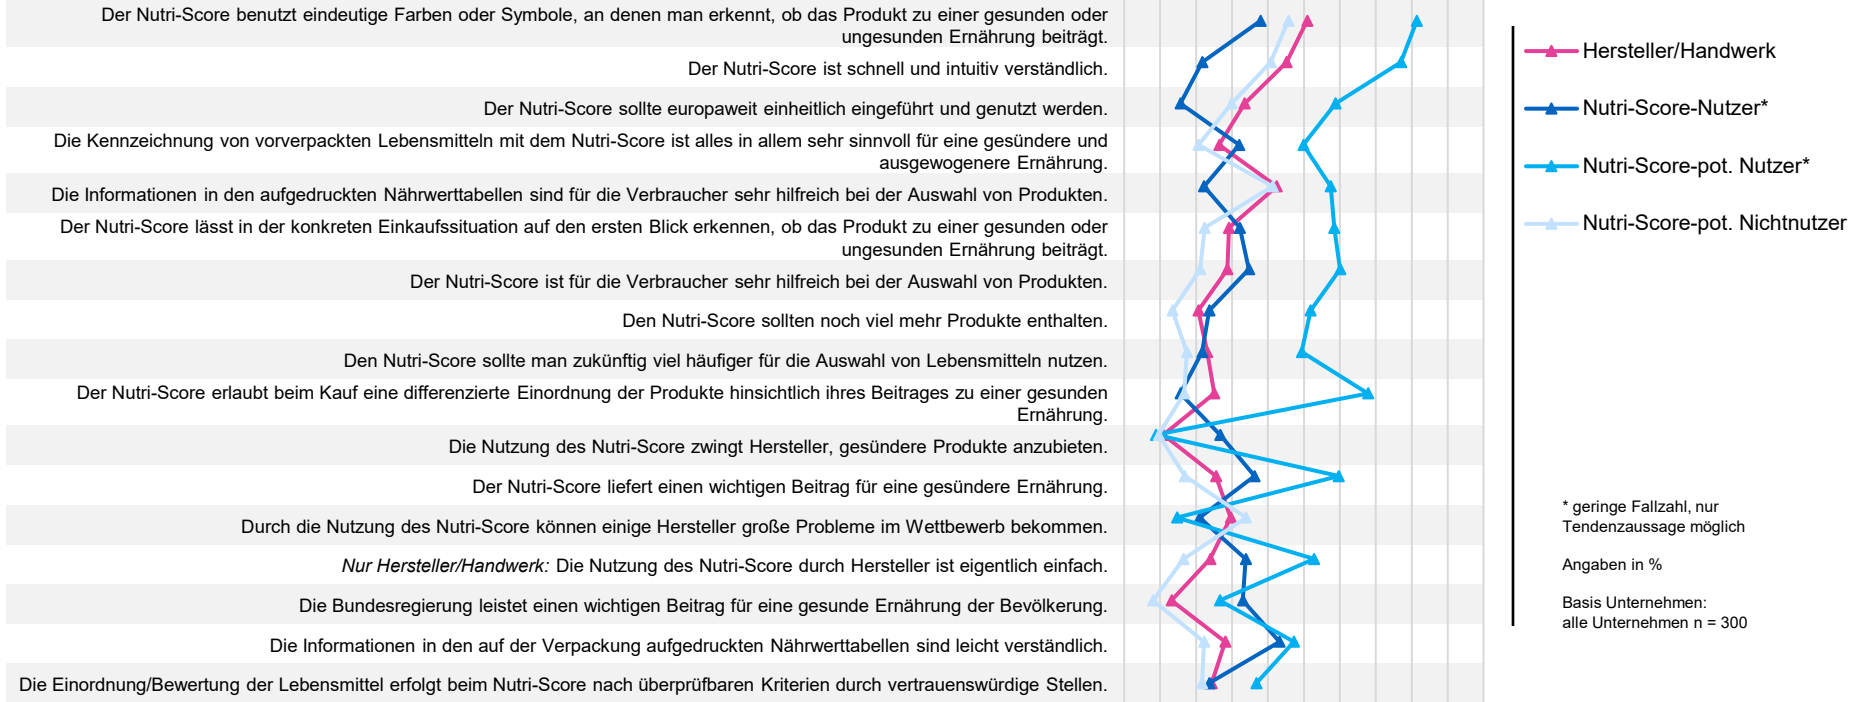 Der Nutri-Score benutzt eindeutige Farben oder Symbole, an denen man erkennt, ob das Produkt zu einer gesunden oder
ungesunden Ernährung beiträgt.
Der Nutri-Score ist schnell und intuitiv verständlich.
Der Nutri-Score sollte europaweit einheitlich eingeführt und genutzt werden.
Die Kennzeichnung von vorverpackten Lebensmitteln mit dem Nutri-Score ist alles in allem sehr sinnvoll für eine gesündere und
ausgewogenere Ernährung.
Die Informationen in den aufgedruckten Nährwerttabellen sind für die Verbraucher sehr hilfreich bei der Auswahl von Produkten.
Der Nutri-Score lässt in der konkreten Einkaufssituation auf den ersten Blick erkennen, ob das Produkt zu einer gesunden oder
ungesunden Ernährung beiträgt.
Der Nutri-Score ist für die Verbraucher sehr hilfreich bei der Auswahl von Produkten.
Den Nutri-Score sollten noch viel mehr Produkte enthalten.
Den Nutri-Score sollte man zukünftig viel häufiger für die Auswahl von Lebensmitteln nutzen.
Der Nutri-Score erlaubt beim Kauf eine differenzierte Einordnung der Produkte hinsichtlich ihres Beitrages zu einer gesunden
Ernährung.
Die Nutzung des Nutri-Score zwingt Hersteller, gesündere Produkte anzubieten.
Der Nutri-Score liefert einen wichtigen Beitrag für eine gesündere Ernährung.
Durch die Nutzung des Nutri-Score können einige Hersteller große Probleme im Wettbewerb bekommen.
Nur Hersteller/Handwerk: Die Nutzung des Nutri-Score durch Hersteller ist eigentlich einfach.
Die Bundesregierung leistet einen wichtigen Beitrag für eine gesunde Ernährung der Bevölkerung.
Die Informationen in den auf der Verpackung aufgedruckten Nährwerttabellen sind leicht verständlich.
Die Einordnung/Bewertung der Lebensmittel erfolgt beim Nutri-Score nach überprüfbaren Kriterien durch vertrauenswürdige Stellen.
Hersteller/Handwerk
Nutri-Score-Nutzer*
Nutri-Score-pot. Nutzer*
Nutri-Score-pot. Nichtnutzer
* geringe Fallzahl, nur
Tendenzaussage möglich
Angaben in %
Basis Unternehmen:
alle Unternehmen n = 300